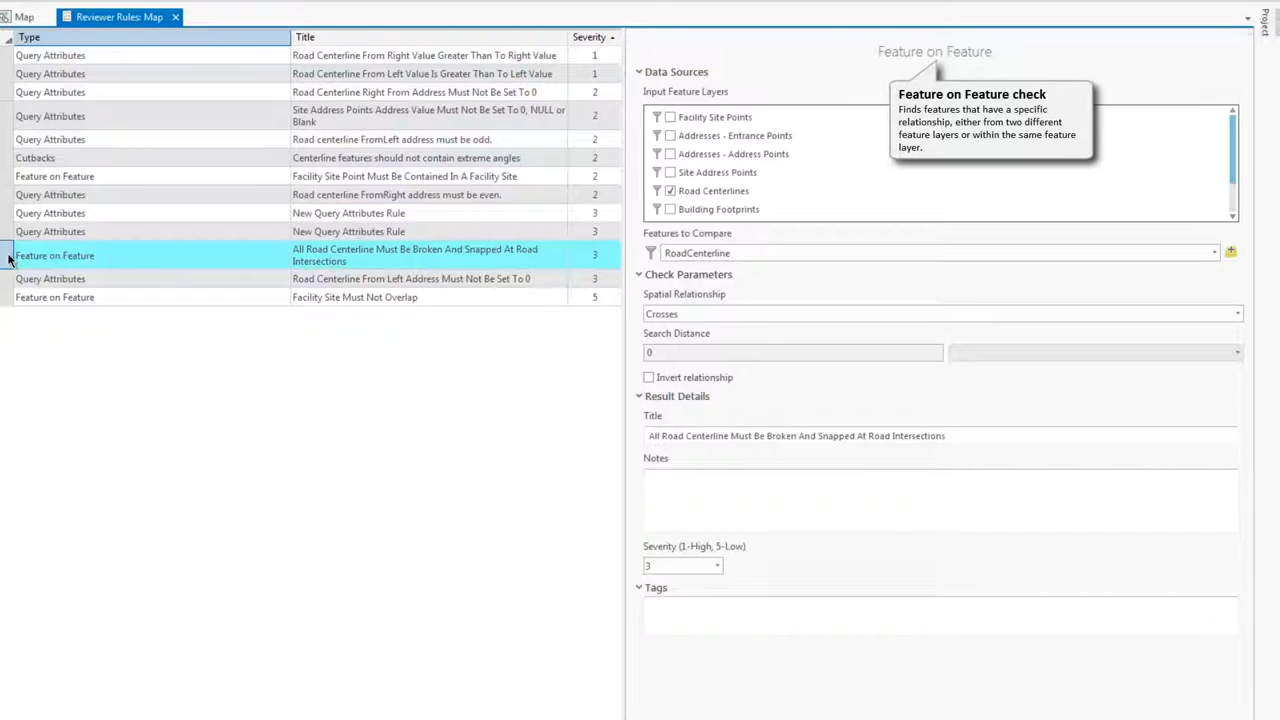 Map
Reviewer Rules: Map
Project
Type Title Severity
Query Attributes Road Centerline From Right Value Greater Than To Right Value 1
Query Attributes Road Centerline From Left Value Is Greater Than To Left Value 1
Query Attributes Road Centerline Right From Address Must Not Be Set To 0 2
Query Attributes Site Address Points Address Value Must Not Be Set To 0, NULL or 2
Blank
Query Attributes Road centerline FromLeft address must be odd. 2
Cutbacks Centerline features should not contain extreme angles 2
Feature on Feature Facility Site Point Must Be Contained In A Facility Site 2
Query Attributes Road centerline FromRight address must be even. 2
Query Attributes New Query Attributes Rule 3
Query Attributes New Query Attributes Rule 3
Feature on Feature All Road Centerline Must Be Broken And Snapped At Road 3
Intersections
Query Attributes Road Centerline From Left Address Must Not Be Set To 0 3
Feature on Feature Facility Site Must Not Overlap 5
Feature on Feature
Feature on Feature check
Finds features that have a specific
relationship, either from two different
feature layers or within the same feature
layer.
Data Sources
Input Feature Layers
Facility Site Points
Addresses - Entrance Points
Addresses - Address Points
Site Address Points
Road Centerlines
Building Footprints
Features to Compare
RoadCenterline
Check Parameters
Spatial Relationship
Crosses
Search Distance
0
Invert relationship
Result Details
Title
All Road Centerline Must Be Broken And Snapped At Road Intersections
Notes
Severity (1-High, 5-Low)
3
Tags